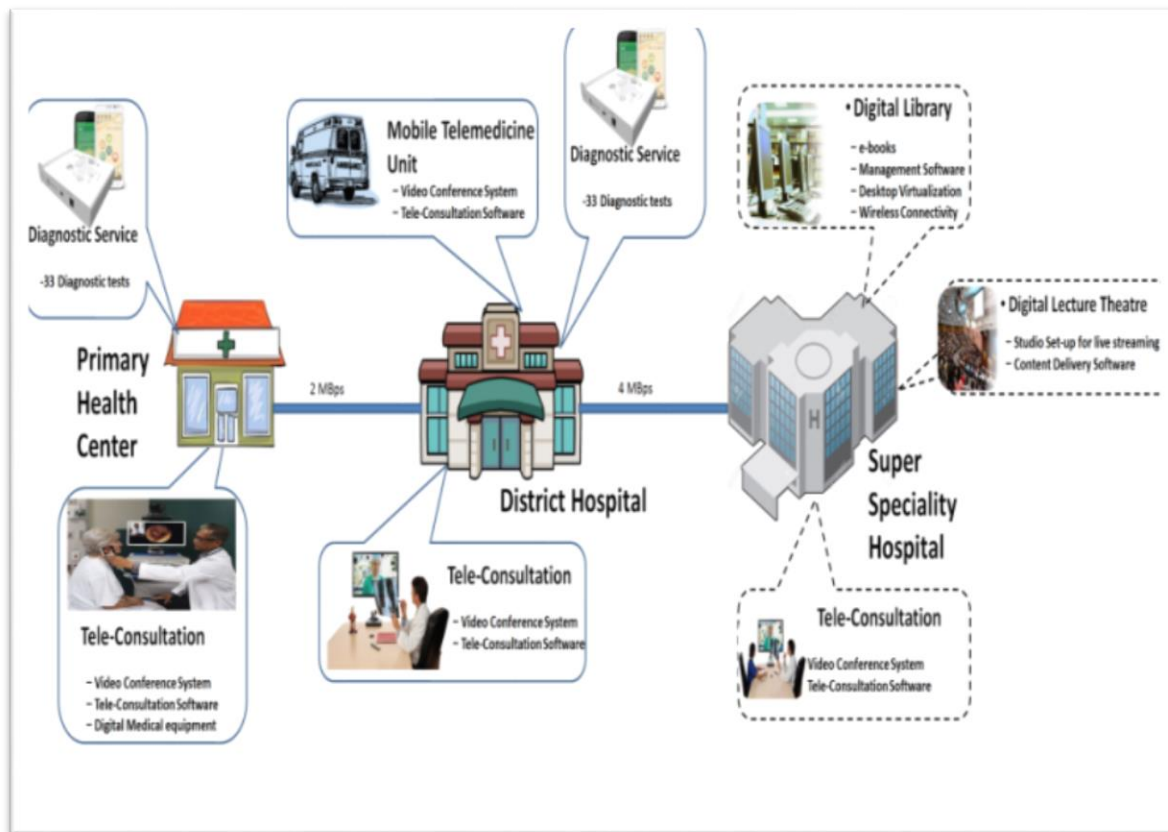 Diagnostic Service
-33 Diagnostic tests
Primary
Health
Center
Tele-Consultation
– Video Conference System
– Tele-Consultation Software
– Digital Medical equipment
2 MBps
Mobile Telemedicine
Unit
– Video Conference System
– Tele-Consultation Software
Diagnostic Service
-33 Diagnostic tests
District Hospital
Tele-Consultation
– Video Conference System
– Tele-Consultation Software
4 MBps
• Digital Library
– e-books
– Management Software
– Desktop Virtualization
– Wireless Connectivity
• Digital Lecture Theatre
– Studio Set-up for live streaming
– Content Delivery Software
H
Super
Speciality
Hospital
Tele-Consultation
Video Conference System
Tele-Consultation Software